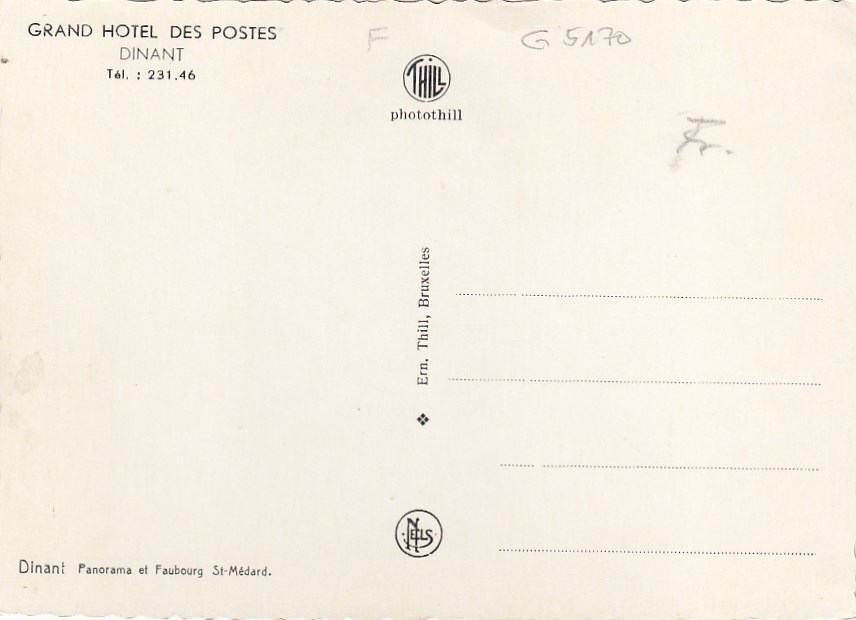 GRAND HOTEL DES POSTES
DINANT
Tél. : 231.46
F
G 5170
THILL
photothill
Fr.
Ern. Thill, Bruxelles
NELS
Dinant Panorama et Faubourg St-Médard.